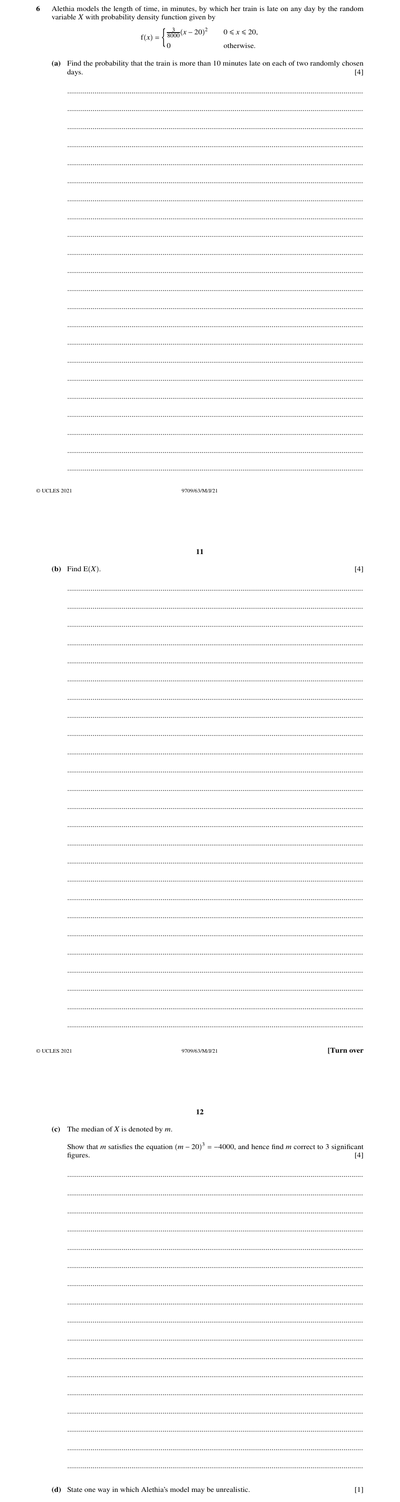 6 Alethia models the length of time, in minutes, by which her train is late on any day by the random
variable X with probability density function given by
f(x) = { 3/8000 (x − 20)² 0 ⩽ x ⩽ 20,
0 otherwise.
(a) Find the probability that the train is more than 10 minutes late on each of two randomly chosen
days. [4]
© UCLES 2021 9709/63/M/J/21
11
(b) Find E(X). [4]
© UCLES 2021 9709/63/M/J/21 [Turn over
12
(c) The median of X is denoted by m.
Show that m satisfies the equation (m − 20)³ = −4000, and hence find m correct to 3 significant
figures. [4]
(d) State one way in which Alethia's model may be unrealistic. [1]